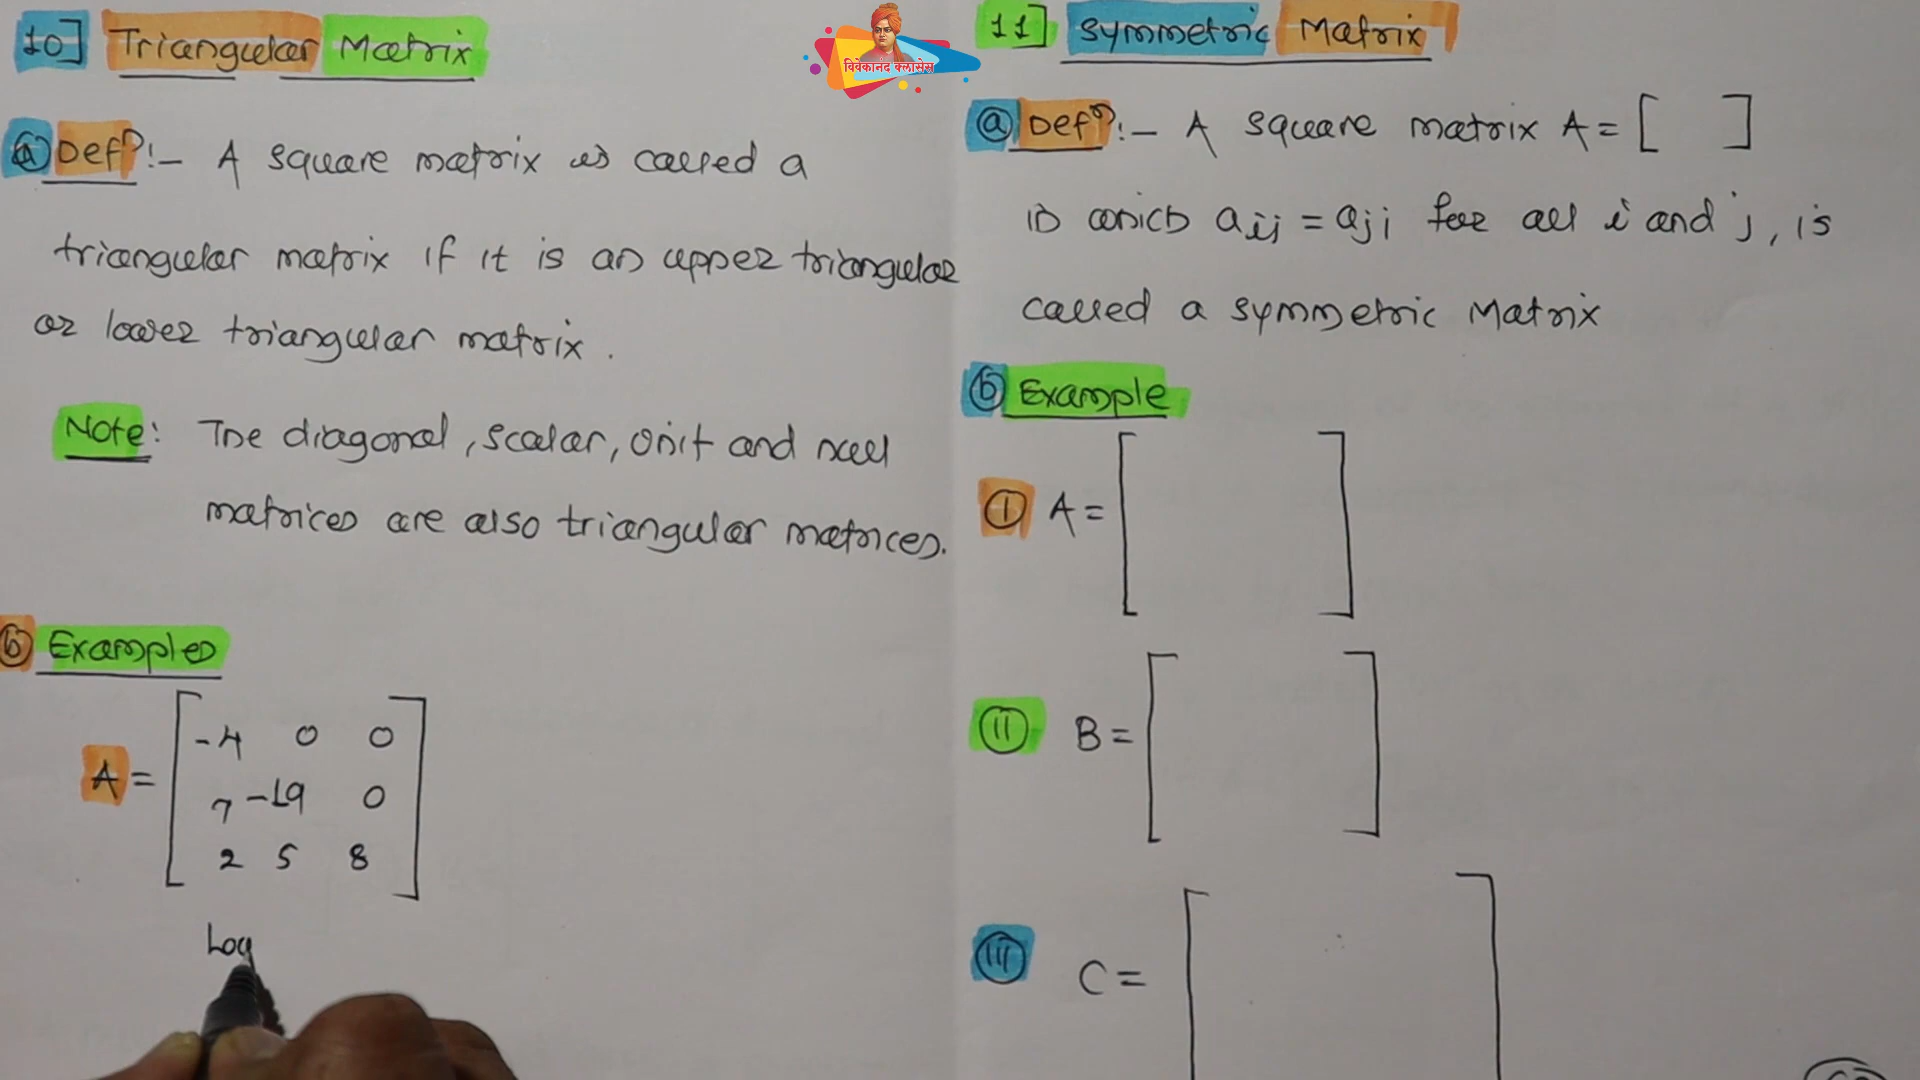 10] Triangular Matrix
(a) Defn:- A square matrix is called a
triangular matrix if it is an upper triangular
or lower triangular matrix.
Note: The diagonal, scalar, unit and null
matrices are also triangular matrices.
(b) Examples
A = [ -4 0 0
7 -19 0
2 5 8 ]
Low
विवेकानंद क्लासेस
11] Symmetric Matrix
(a) Defn:- A square matrix A = [ ]
in which aij = aji for all i and j, is
called a symmetric Matrix
(b) Example
(i) A = [ ]
(ii) B = [ ]
(iii) C = [ ]